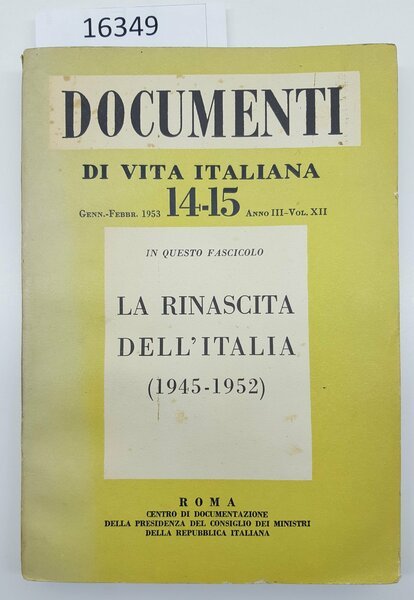 16349
DOCUMENTI
DI VITA ITALIANA
GENN.-FEBBR. 1953 14-15 ANNO III-VOL. XII
IN QUESTO FASCICOLO
LA RINASCITA
DELL'ITALIA
(1945-1952)
ROMA
CENTRO DI DOCUMENTAZIONE
DELLA PRESIDENZA DEL CONSIGLIO DEI MINISTRI
DELLA REPUBBLICA ITALIANA